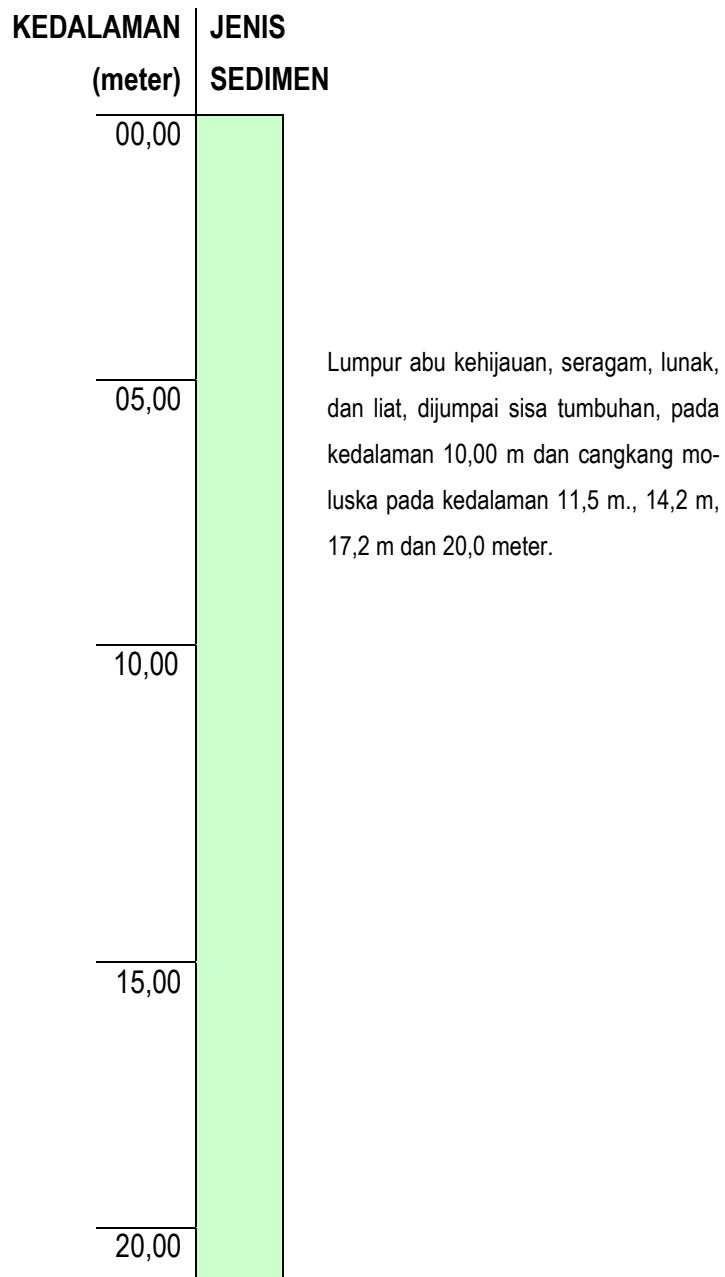 KEDALAMAN JENIS
(meter) SEDIMEN
00,00
Lumpur abu kehijauan, seragam, lunak,
05,00
dan liat, dijumpai sisa tumbuhan, pada
kedalaman 10,00 m dan cangkang mo-
luska pada kedalaman 11,5 m., 14,2 m,
17,2 m dan 20,0 meter.
10,00
15,00
20,00